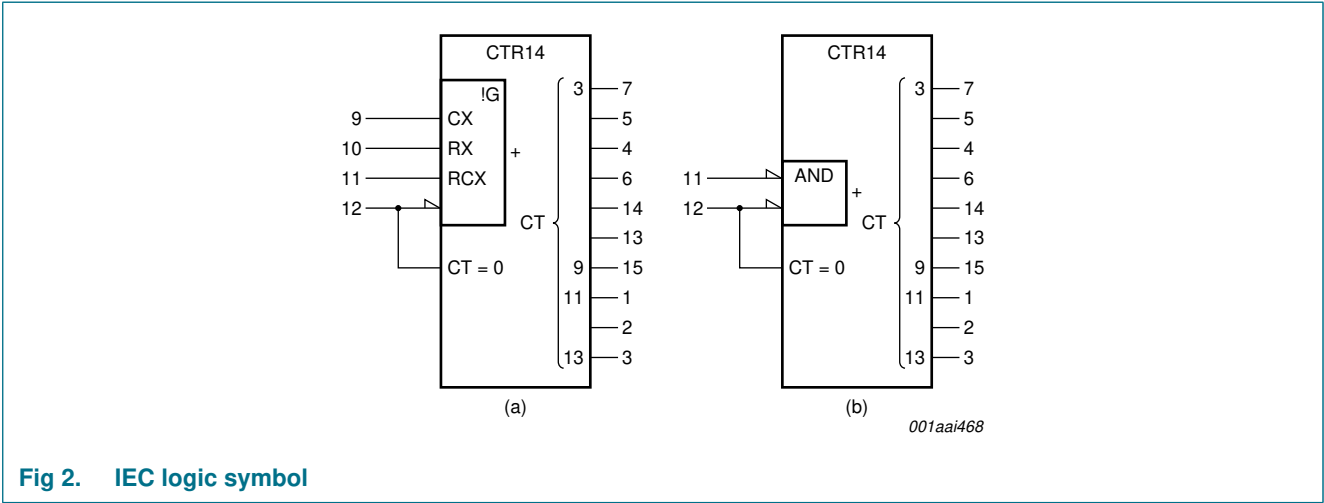 CTR14 CTR14
!G
3 7 3 7
9 CX 5 5
10 RX + 4 4
11 RCX 6 11 AND 6
12 14 12 + 14
CT CT
13 13
CT = 0 9 15 CT = 0 9 15
11 1 11 1
2 2
13 3 13 3
(a) (b)
001aai468
Fig 2. IEC logic symbol